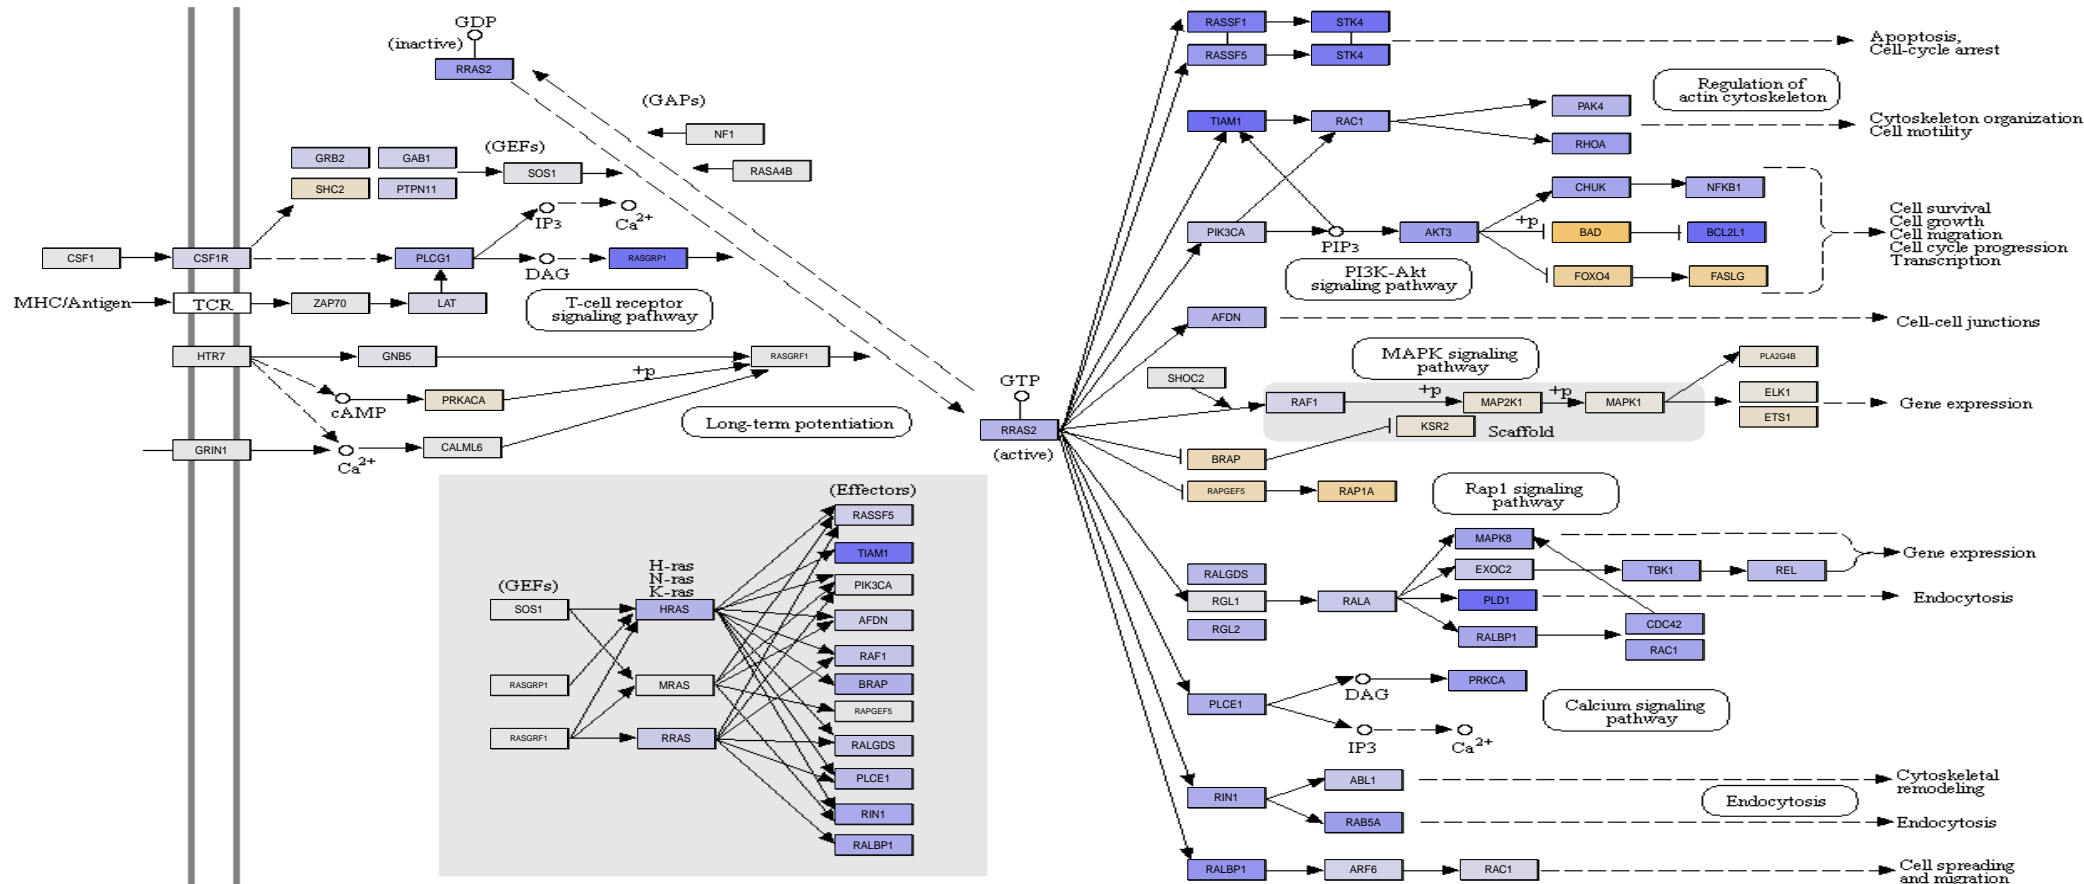 GDP
(inactive)
RRAS2
(GAPs)
NF1
RASA4B
(GEFs)
GRB2
GAB1
SHC2
PTPN11
SOS1
IP3
Ca2+
CSF1
CSF1R
PLCG1
DAG
RASGRP1
MHC/Antigen
TCR
ZAP70
LAT
T-cell receptor
signaling pathway
HTR7
GNB5
RASGRF1
+p
cAMP
PRKACA
Long-term potentiation
GRIN1
Ca2+
CALML6
(Effectors)
RASSF5
TIAM1
H-ras
N-ras
K-ras
(GEFs)
PIK3CA
SOS1
HRAS
AFDN
RAF1
RASGRP1
MRAS
BRAP
RAPGEF5
RASGRF1
RRAS
RALGDS
PLCE1
RIN1
RALBP1
GTP
RRAS2
(active)
RASSF1
STK4
RASSF5
STK4
Apoptosis,
Cell-cycle arrest
Regulation of
actin cytoskeleton
TIAM1
RAC1
PAK4
RHOA
Cytoskeleton organization
Cell motility
CHUK
NFKB1
PIK3CA
PIP3
AKT3
+p
BAD
BCL2L1
FOXO4
FASLG
Cell survival
Cell growth
Cell migration
Cell cycle progression
Transcription
PI3K-Akt
signaling pathway
AFDN
Cell-cell junctions
MAPK signaling
pathway
SHOC2
RAF1
+p
MAP2K1
+p
MAPK1
PLA2G4B
ELK1
ETS1
Gene expression
KSR2
Scaffold
BRAP
RAPGEF5
RAP1A
Rap1 signaling
pathway
MAPK8
RALGDS
EXOC2
TBK1
REL
Gene expression
RGL1
RALA
PLD1
Endocytosis
RGL2
RALBP1
CDC42
RAC1
PLCE1
DAG
PRKCA
IP3
Ca2+
Calcium signaling
pathway
RIN1
ABL1
Cytoskeletal
remodeling
RAB5A
Endocytosis
Endocytosis
RALBP1
ARF6
RAC1
Cell spreading
and migration